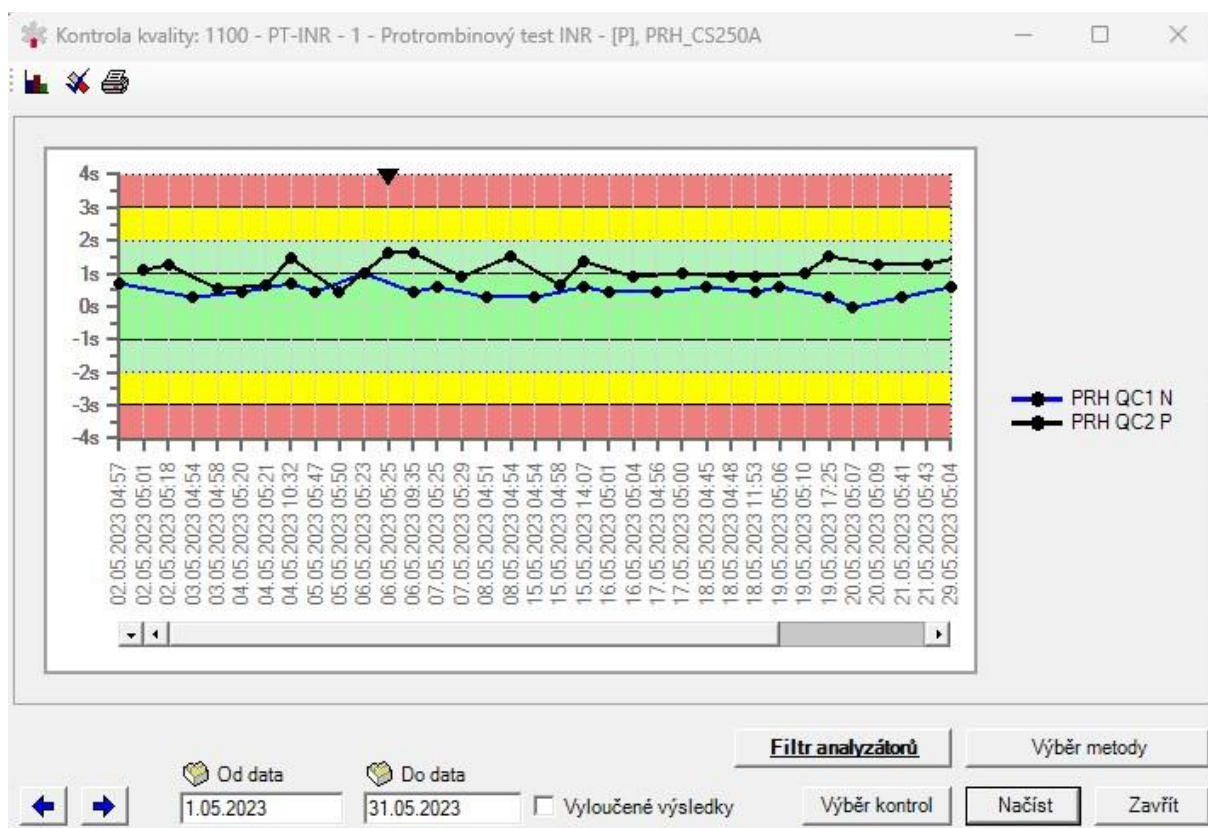 Kontrola kvality: 1100 - PT-INR - 1 - Protrombinový test INR - [P], PRH_CS250A
4s
3s
2s
1s
0s
-1s
-2s
-3s
-4s
02.05.2023 04:57
02.05.2023 05:01
02.05.2023 05:18
03.05.2023 04:54
03.05.2023 04:58
04.05.2023 05:20
04.05.2023 05:21
04.05.2023 10:32
05.05.2023 05:47
05.05.2023 05:50
06.05.2023 05:23
06.05.2023 05:25
06.05.2023 09:35
07.05.2023 05:25
07.05.2023 05:29
08.05.2023 04:51
08.05.2023 04:54
15.05.2023 04:54
15.05.2023 04:58
15.05.2023 14:07
16.05.2023 05:01
16.05.2023 05:04
17.05.2023 04:56
17.05.2023 05:00
18.05.2023 04:45
18.05.2023 04:48
18.05.2023 11:53
19.05.2023 05:06
19.05.2023 05:10
19.05.2023 17:25
20.05.2023 05:07
20.05.2023 05:09
21.05.2023 05:41
21.05.2023 05:43
29.05.2023 05:04
PRH QC1 N
PRH QC2 P
Filtr analyzátorů
Výběr metody
Od data
Do data
1.05.2023
31.05.2023
Vyloučené výsledky
Výběr kontrol
Načíst
Zavřít